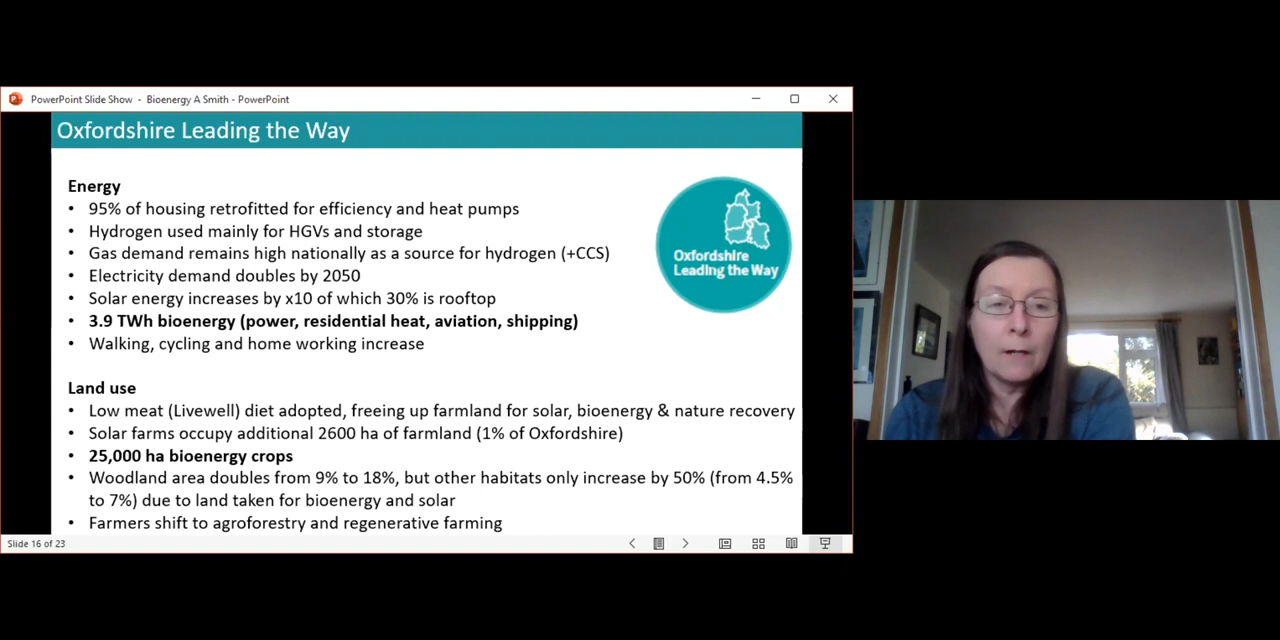 PowerPoint Slide Show - Bioenergy A Smith - PowerPoint
Oxfordshire Leading the Way
Energy
• 95% of housing retrofitted for efficiency and heat pumps
• Hydrogen used mainly for HGVs and storage
• Gas demand remains high nationally as a source for hydrogen (+CCS)
• Electricity demand doubles by 2050
• Solar energy increases by x10 of which 30% is rooftop
• 3.9 TWh bioenergy (power, residential heat, aviation, shipping)
• Walking, cycling and home working increase
Oxfordshire
Leading the Way
Land use
• Low meat (Livewell) diet adopted, freeing up farmland for solar, bioenergy & nature recovery
• Solar farms occupy additional 2600 ha of farmland (1% of Oxfordshire)
• 25,000 ha bioenergy crops
• Woodland area doubles from 9% to 18%, but other habitats only increase by 50% (from 4.5%
to 7%) due to land taken for bioenergy and solar
• Farmers shift to agroforestry and regenerative farming
Slide 16 of 23